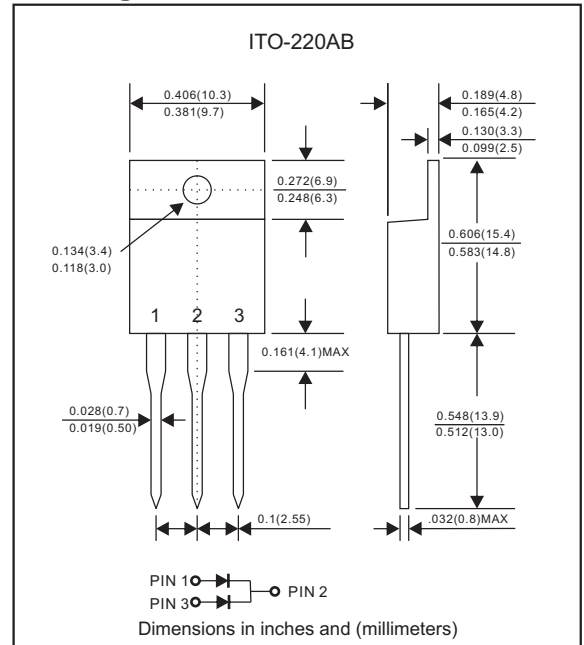 ITO-220AB
0.406(10.3)
0.381(9.7)
0.189(4.8)
0.165(4.2)
0.130(3.3)
0.099(2.5)
0.272(6.9)
0.248(6.3)
0.134(3.4)
0.118(3.0)
0.606(15.4)
0.583(14.8)
1 2 3
0.161(4.1)MAX
0.028(0.7)
0.019(0.50)
0.548(13.9)
0.512(13.0)
0.1(2.55)
.032(0.8)MAX
PIN 1
PIN 2
PIN 3
Dimensions in inches and (millimeters)